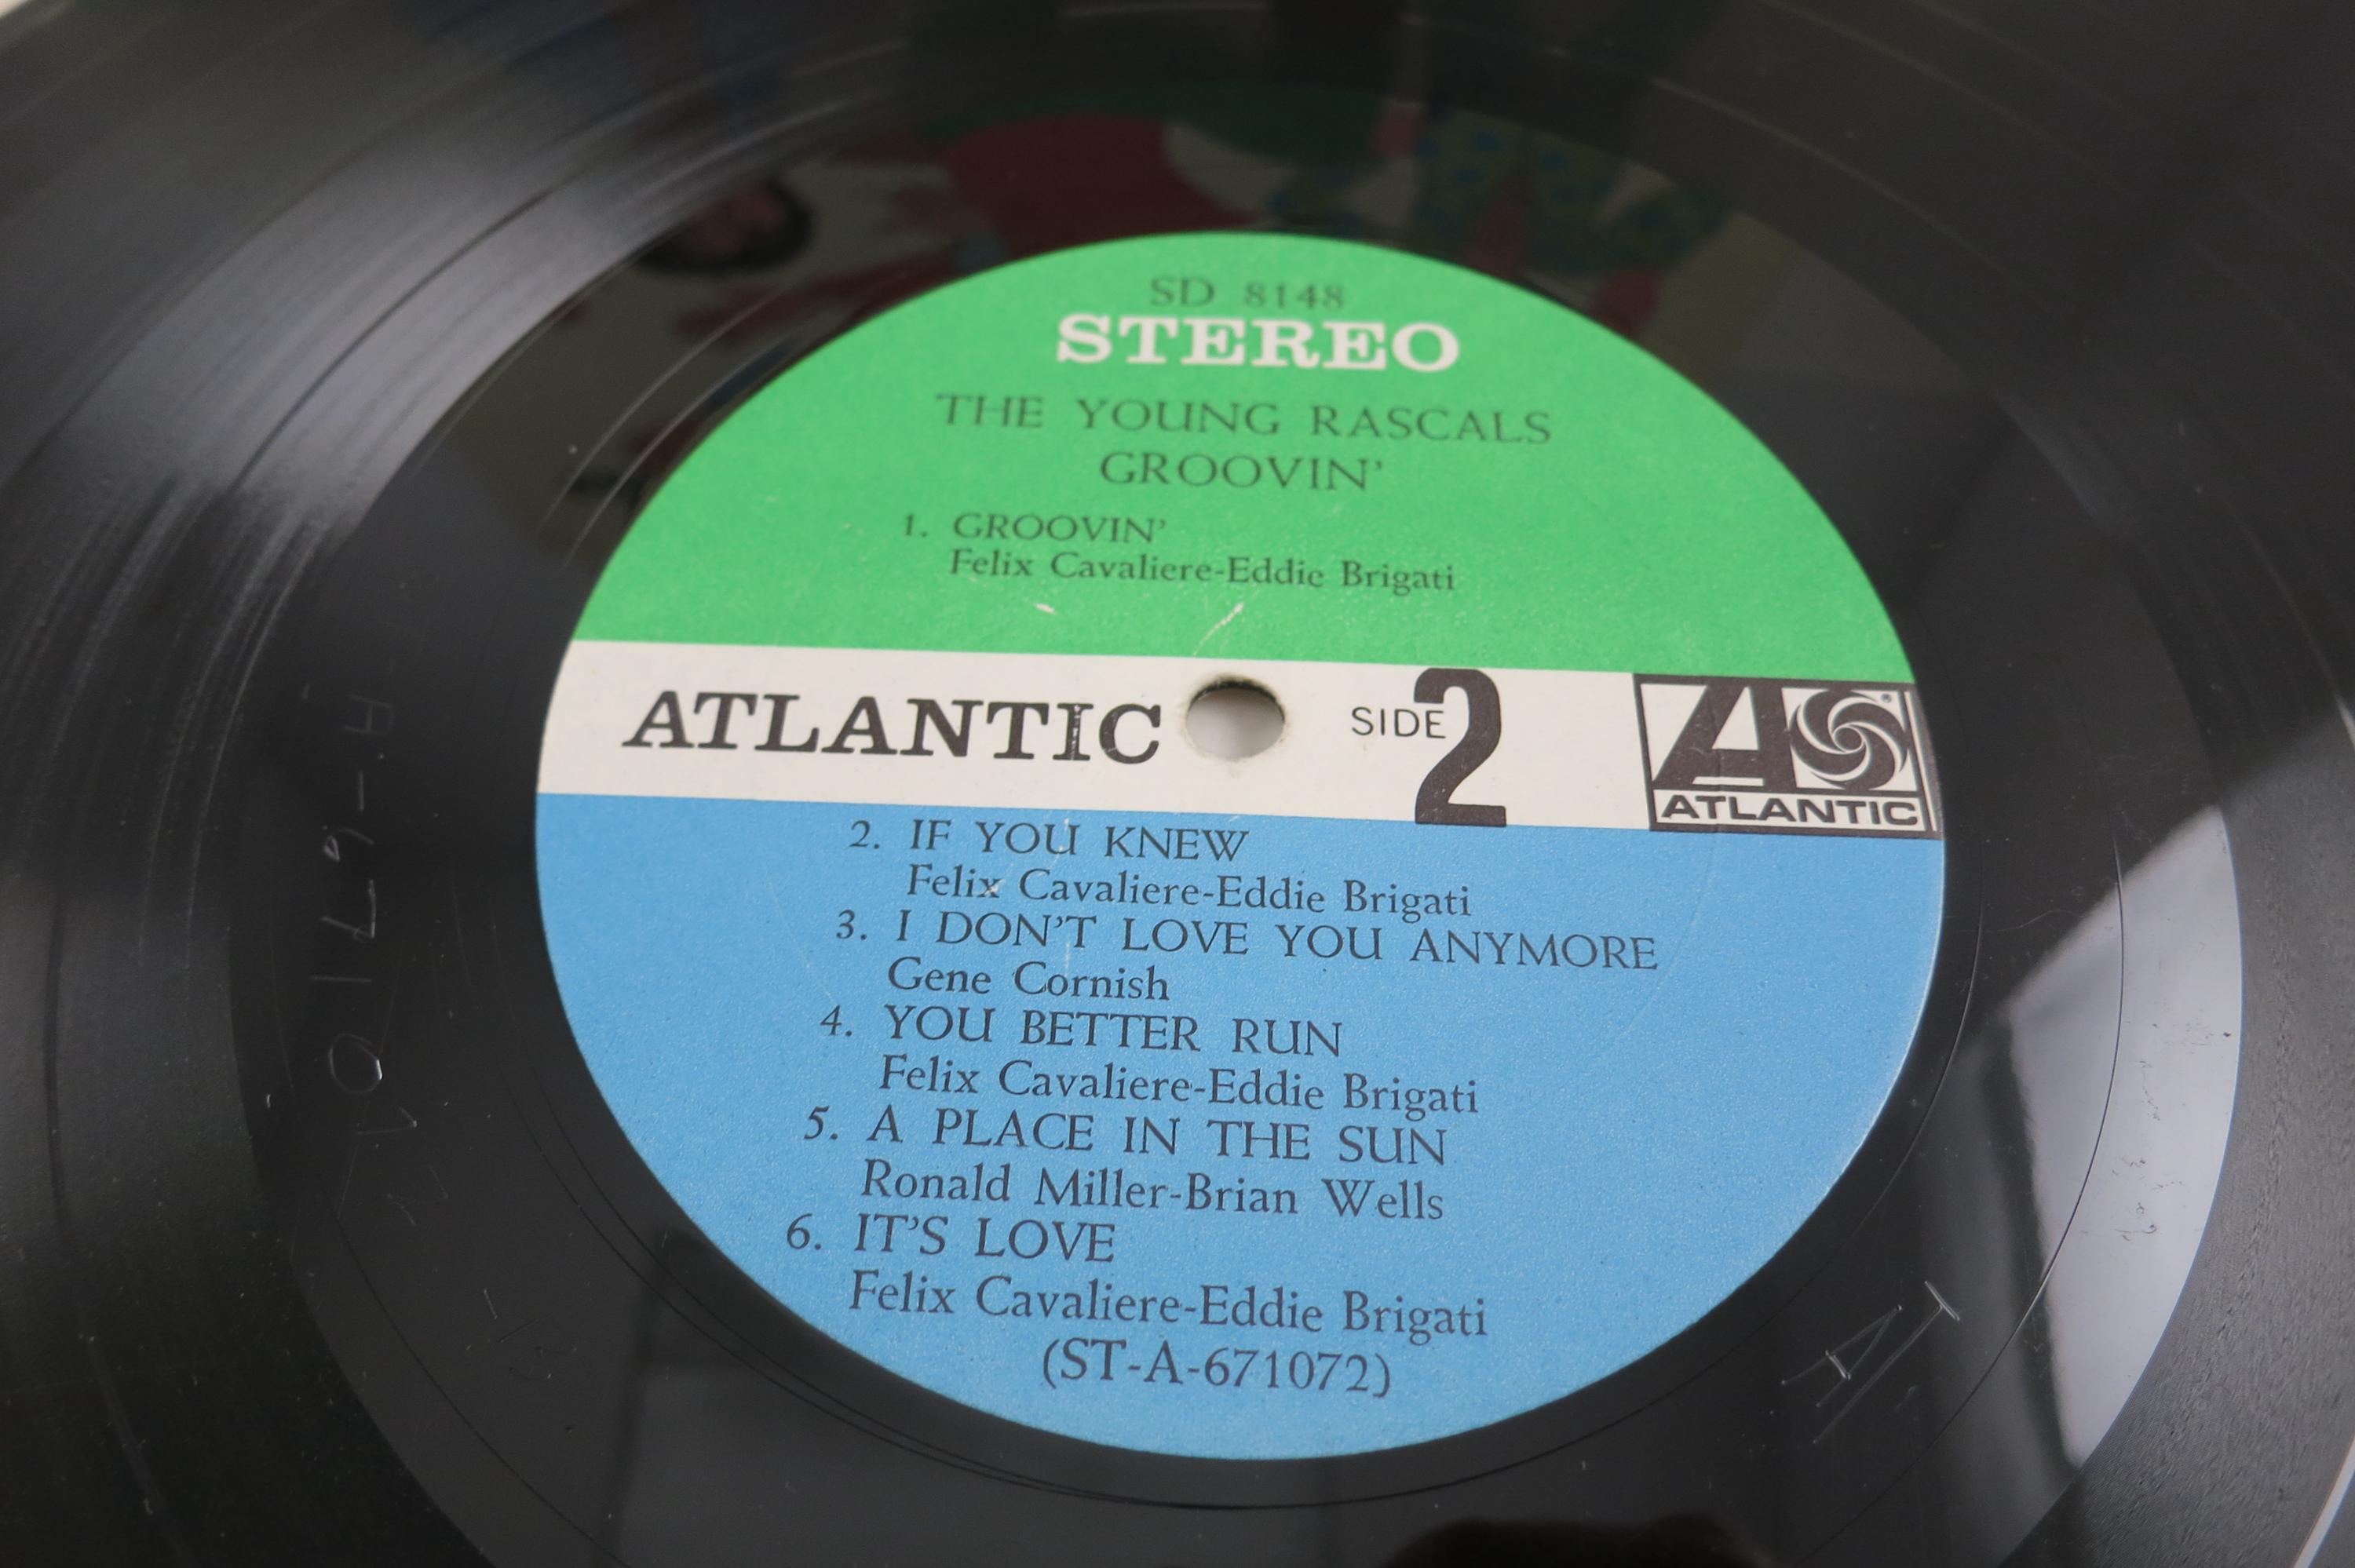 SD 8148
STEREO
THE YOUNG RASCALS
GROOVIN'
1. GROOVIN'
Felix Cavaliere-Eddie Brigati
ATLANTIC
SIDE 2
ATLANTIC
2. IF YOU KNEW
Felix Cavaliere-Eddie Brigati
3. I DON'T LOVE YOU ANYMORE
Gene Cornish
4. YOU BETTER RUN
Felix Cavaliere-Eddie Brigati
5. A PLACE IN THE SUN
Ronald Miller-Brian Wells
6. IT'S LOVE
Felix Cavaliere-Eddie Brigati
(ST-A-671072)
AT